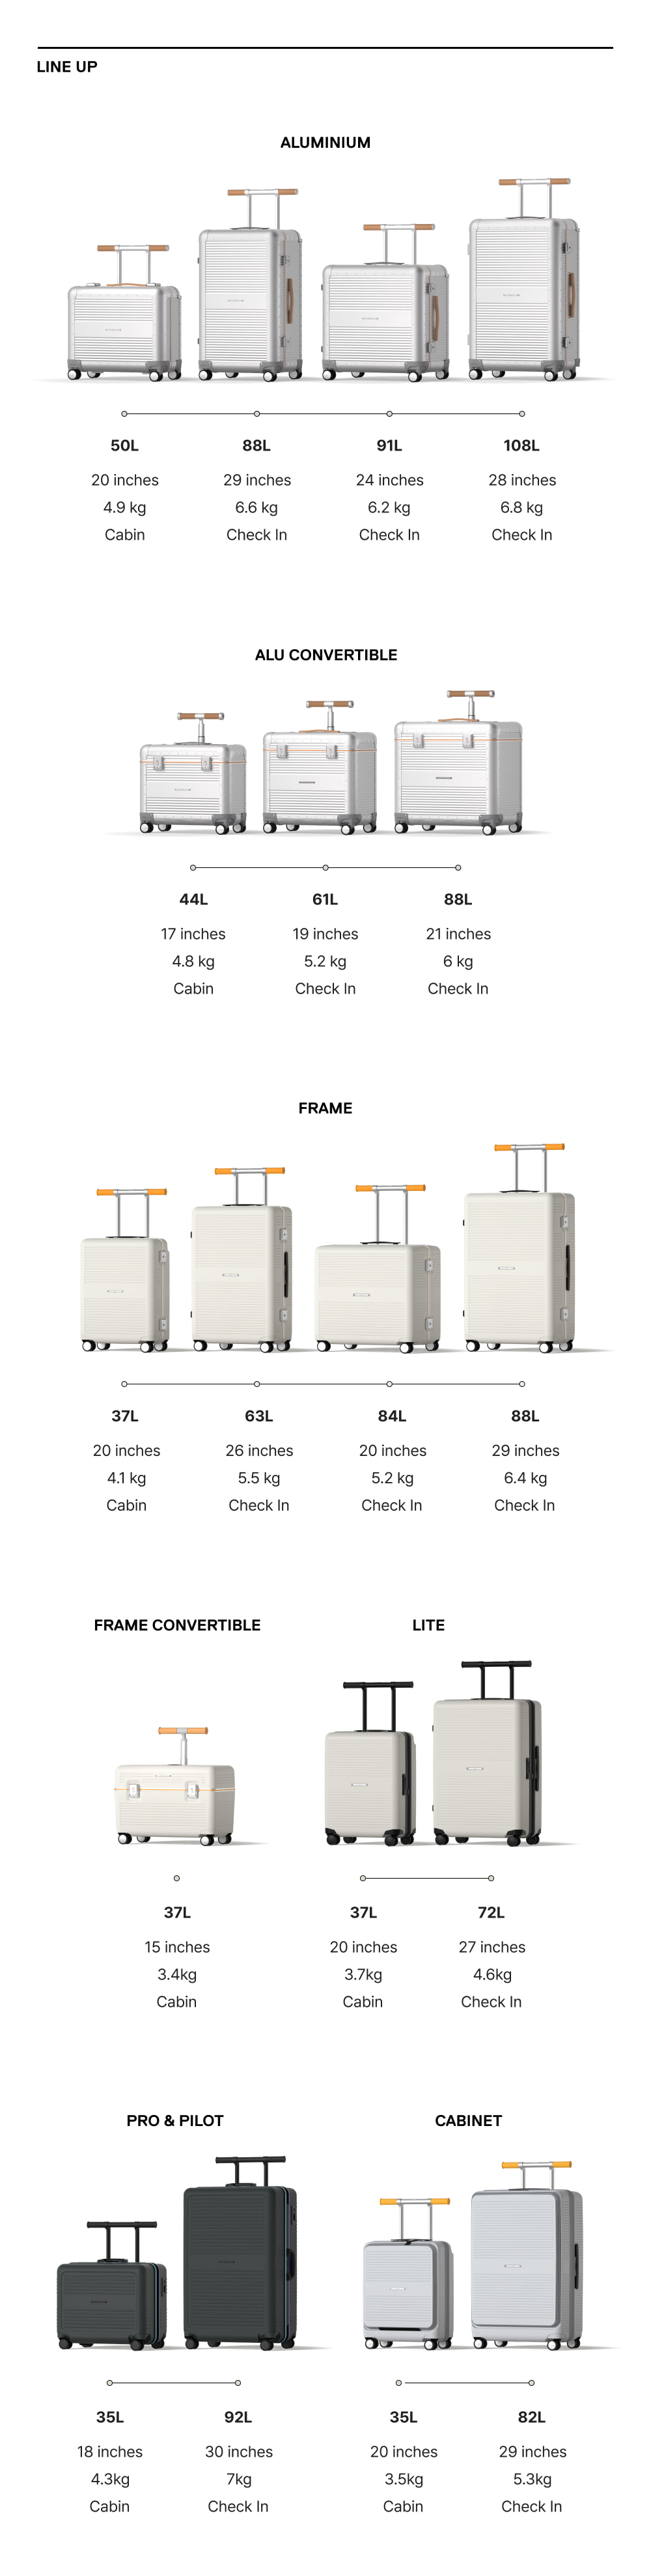 LINE UP
ALUMINIUM
50L 88L 91L 108L
20 inches 29 inches 24 inches 28 inches
4.9 kg 6.6 kg 6.2 kg 6.8 kg
Cabin Check In Check In Check In
ALU CONVERTIBLE
44L 61L 88L
17 inches 19 inches 21 inches
4.8 kg 5.2 kg 6 kg
Cabin Check In Check In
FRAME
37L 63L 84L 88L
20 inches 26 inches 20 inches 29 inches
4.1 kg 5.5 kg 5.2 kg 6.4 kg
Cabin Check In Check In Check In
FRAME CONVERTIBLE LITE
37L 37L 72L
15 inches 20 inches 27 inches
3.4kg 3.7kg 4.6kg
Cabin Cabin Check In
PRO & PILOT CABINET
35L 92L 35L 82L
18 inches 30 inches 20 inches 29 inches
4.3kg 7kg 3.5kg 5.3kg
Cabin Check In Cabin Check In